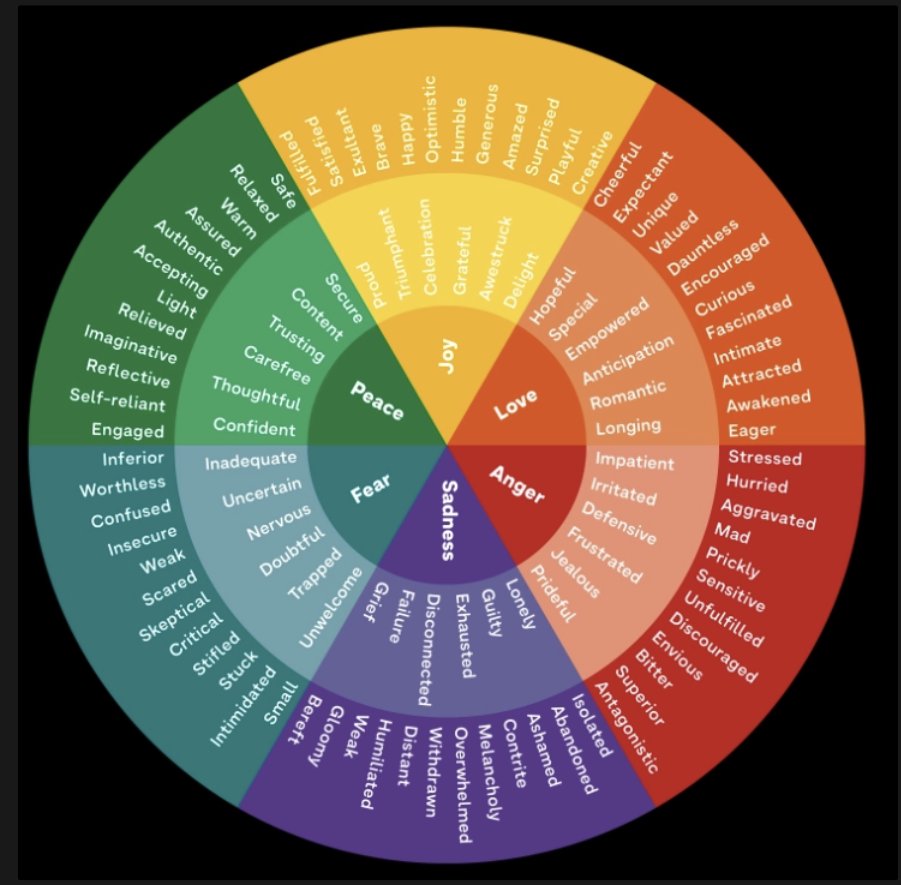 Joy
Love
Anger
Sadness
Fear
Peace
Proud
Triumphant
Celebration
Grateful
Awestruck
Delight
Hopeful
Special
Empowered
Anticipation
Romantic
Longing
Impatient
Irritated
Defensive
Frustrated
Jealous
Prideful
Lonely
Guilty
Exhausted
Disconnected
Failure
Grief
Unwelcome
Trapped
Doubtful
Nervous
Uncertain
Inadequate
Confident
Thoughtful
Carefree
Trusting
Content
Secure
Fulfilled
Satisfied
Exultant
Brave
Happy
Optimistic
Humble
Generous
Amazed
Surprised
Playful
Creative
Cheerful
Expectant
Unique
Valued
Dauntless
Encouraged
Curious
Fascinated
Intimate
Attracted
Awakened
Eager
Stressed
Hurried
Aggravated
Mad
Prickly
Sensitive
Unfulfilled
Discouraged
Envious
Bitter
Superior
Antagonistic
Isolated
Abandoned
Ashamed
Contrite
Melancholy
Overwhelmed
Withdrawn
Distant
Humiliated
Weak
Gloomy
Bereft
Small
Intimidated
Stuck
Stifled
Critical
Skeptical
Scared
Weak
Insecure
Confused
Worthless
Inferior
Engaged
Self-reliant
Reflective
Imaginative
Relieved
Light
Accepting
Authentic
Assured
Warm
Relaxed
Safe